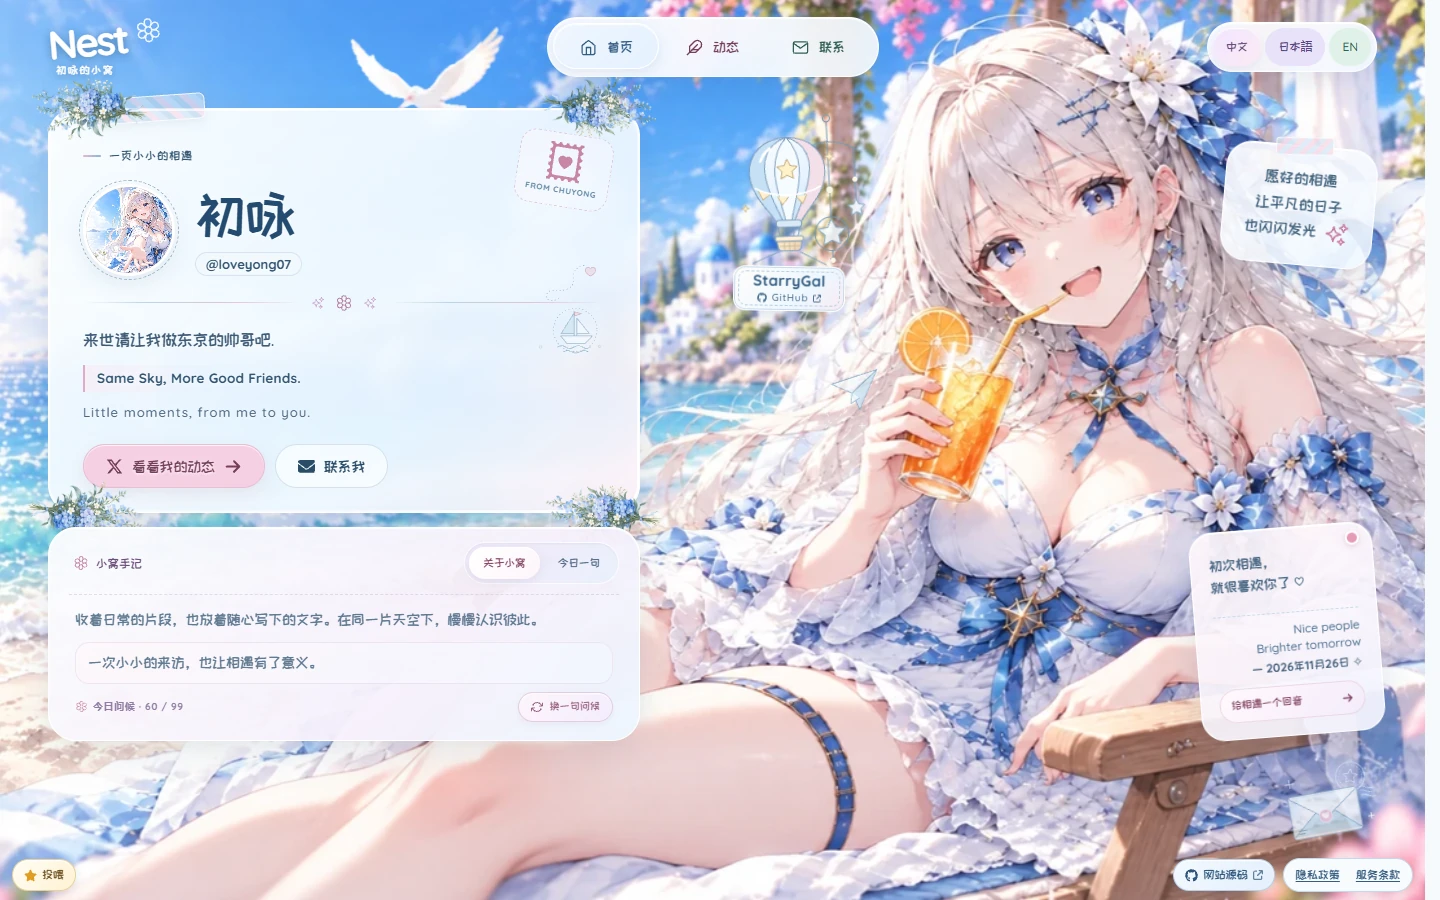 Nest
初咏的小窝
首页
动态
联系
中文
日本語
EN
一页小小的相遇
FROM CHUYONG
初咏
@loveyong07
来世请让我做东京的帅哥吧.
Same Sky, More Good Friends.
Little moments, from me to you.
看看我的动态
联系我
StarryGal
GitHub
愿好的相遇
让平凡的日子
也闪闪发光
小窝手记
关于小窝
今日一句
收着日常的片段，也放着随心写下的文字。在同一片天空下，慢慢认识彼此。
一次小小的来访，也让相遇有了意义。
今日问候 · 60 / 99
换一句问候
初次相遇，
就很喜欢你了 ♡
Nice people
Brighter tomorrow
— 2026年11月26日 ✧
给相遇一个回音
投喂
网站源码
隐私政策
服务条款